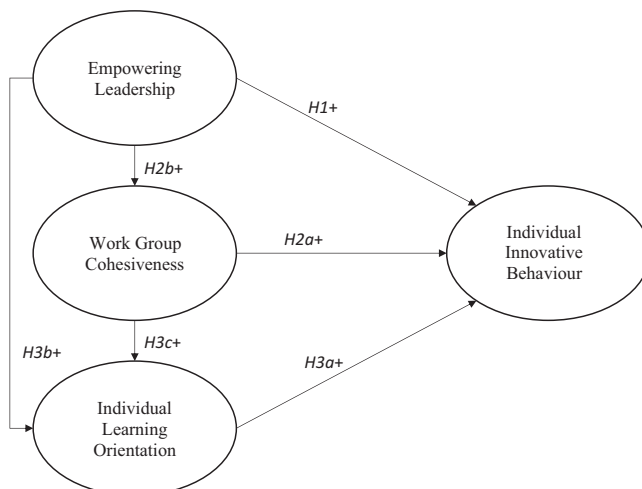 Empowering
Leadership
H1+
H2b+
Work Group
Cohesiveness
H2a+
Individual
Innovative
Behaviour
H3c+
H3b+
H3a+
Individual
Learning
Orientation